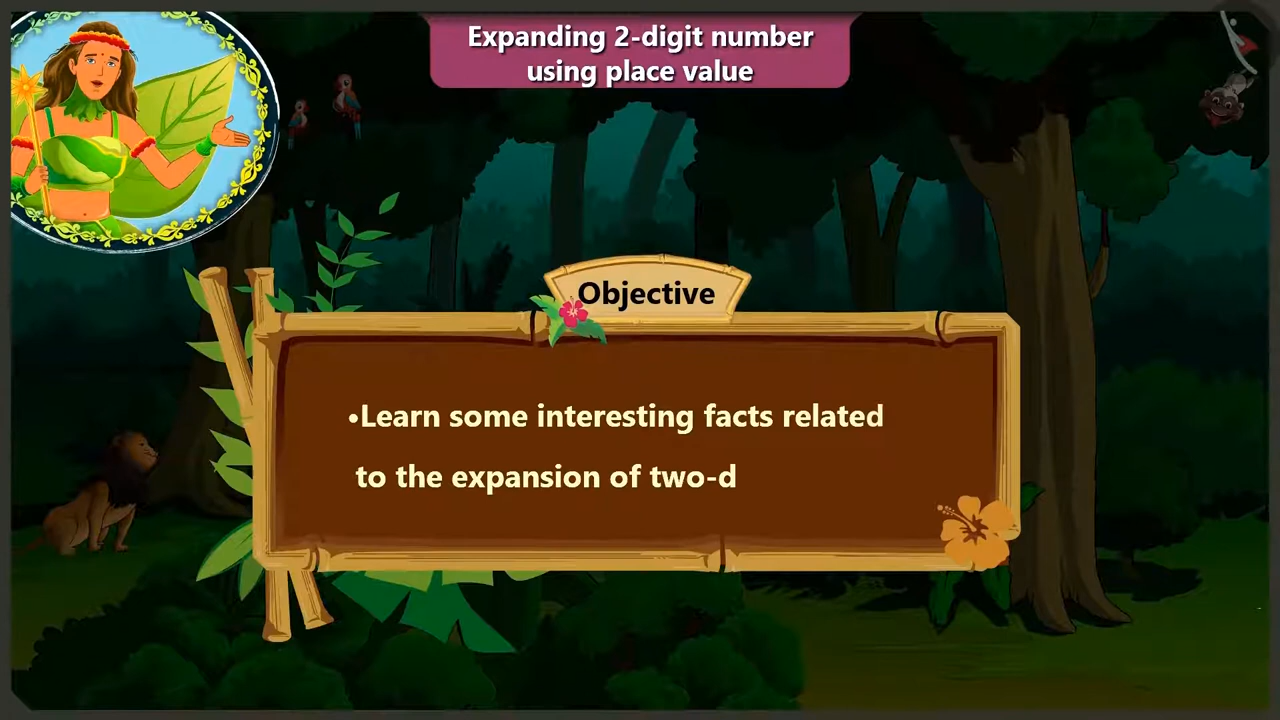 Expanding 2-digit number
using place value
Objective
•Learn some interesting facts related
to the expansion of two-d